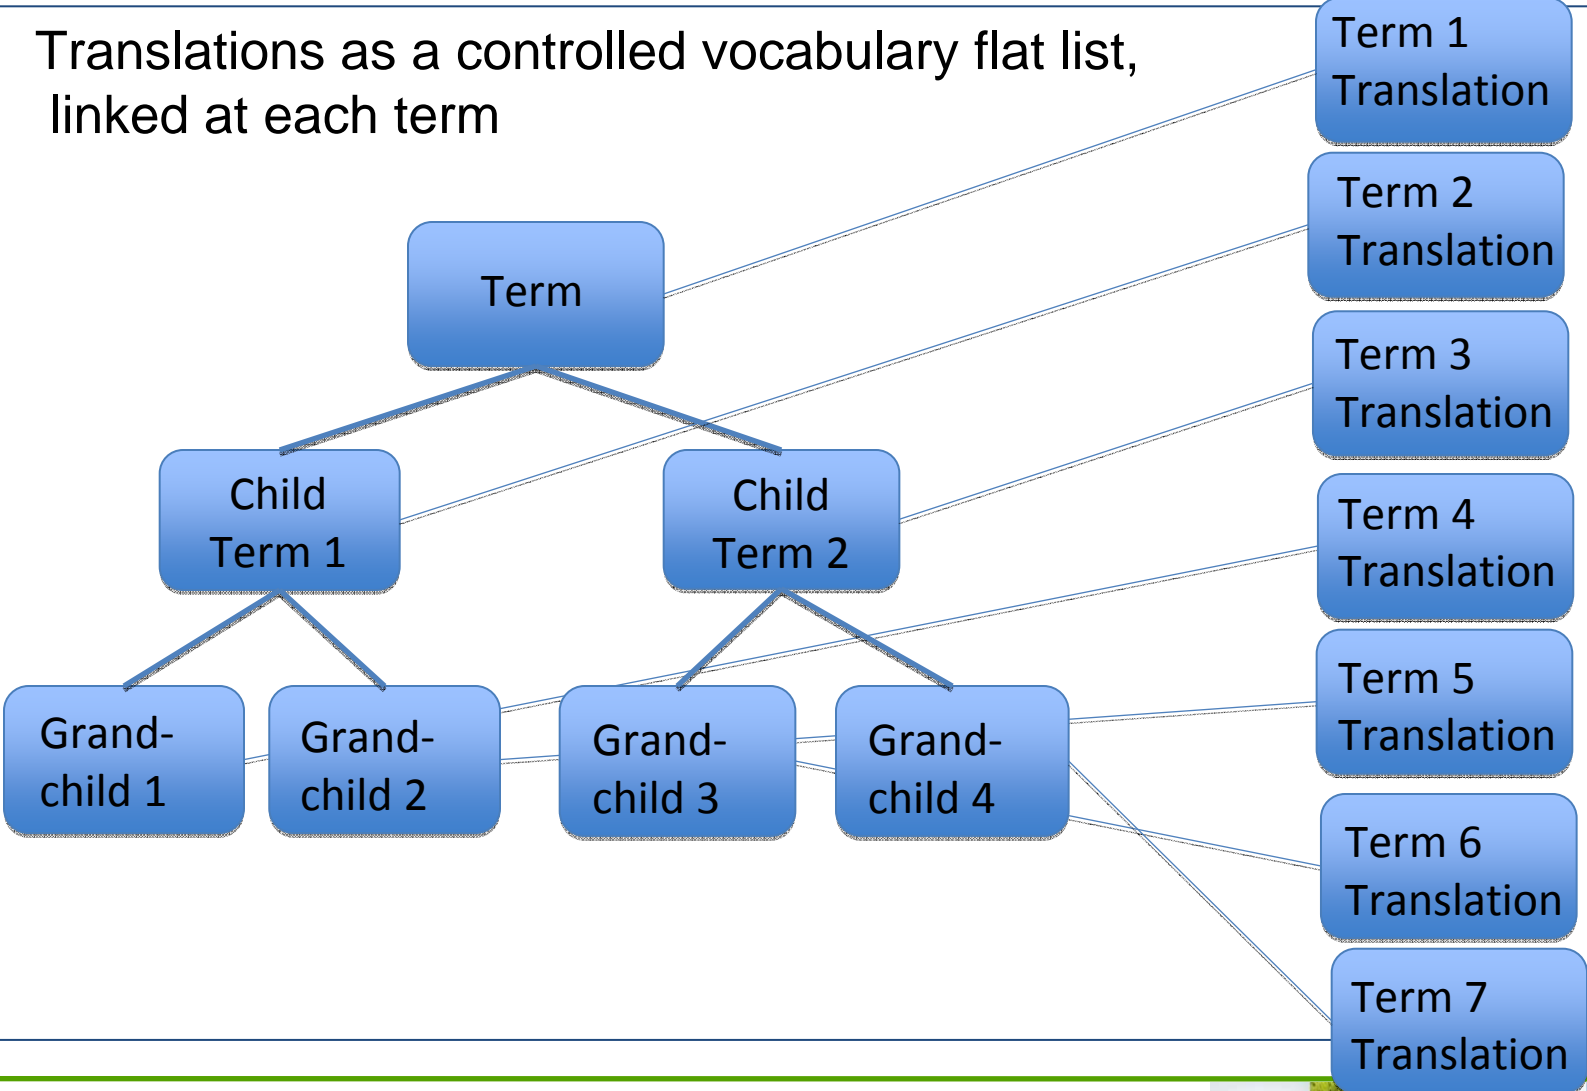 Translations as a controlled vocabulary flat list,
linked at each term
Term 1
Translation
Term 2
Translation
Term
Term 3
Translation
Child
Term 1
Child
Term 2
Term 4
Translation
Grand-
child 1
Grand-
child 2
Grand-
child 3
Grand-
child 4
Term 5
Translation
Term 6
Translation
Term 7
Translation